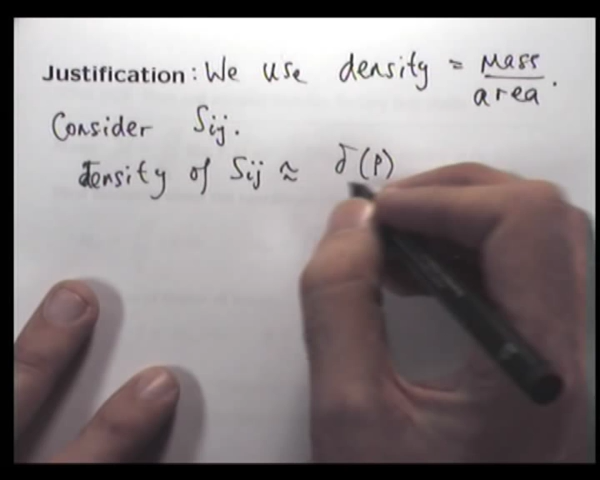 Justification: We use density = Mass/area.
Consider Sij.
density of Sij ≈ δ(P)